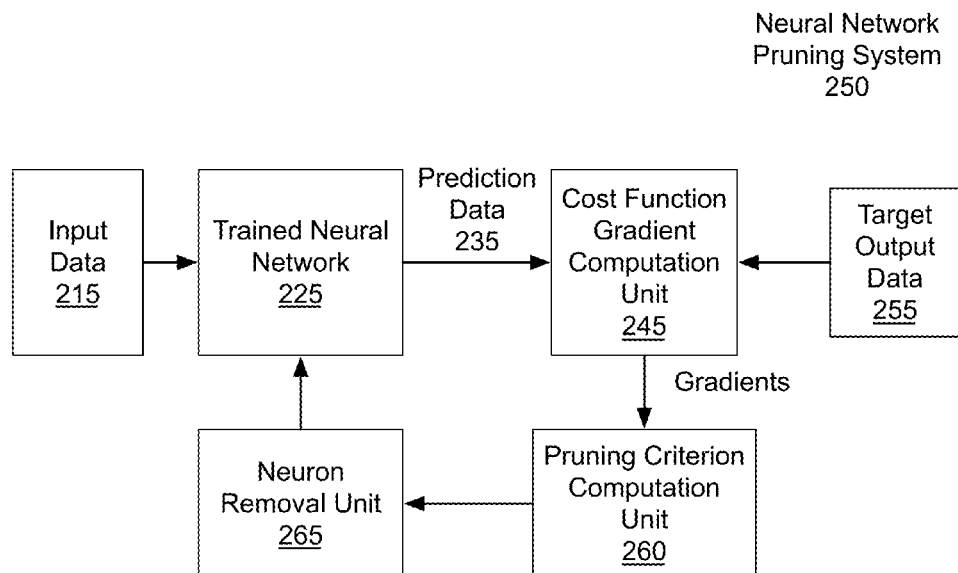 Neural Network
Pruning System
250
Input
Data
215
Trained Neural
Network
225
Prediction
Data
235
Cost Function
Gradient
Computation
Unit
245
Target
Output
Data
255
Gradients
Neuron
Removal Unit
265
Pruning Criterion
Computation
Unit
260